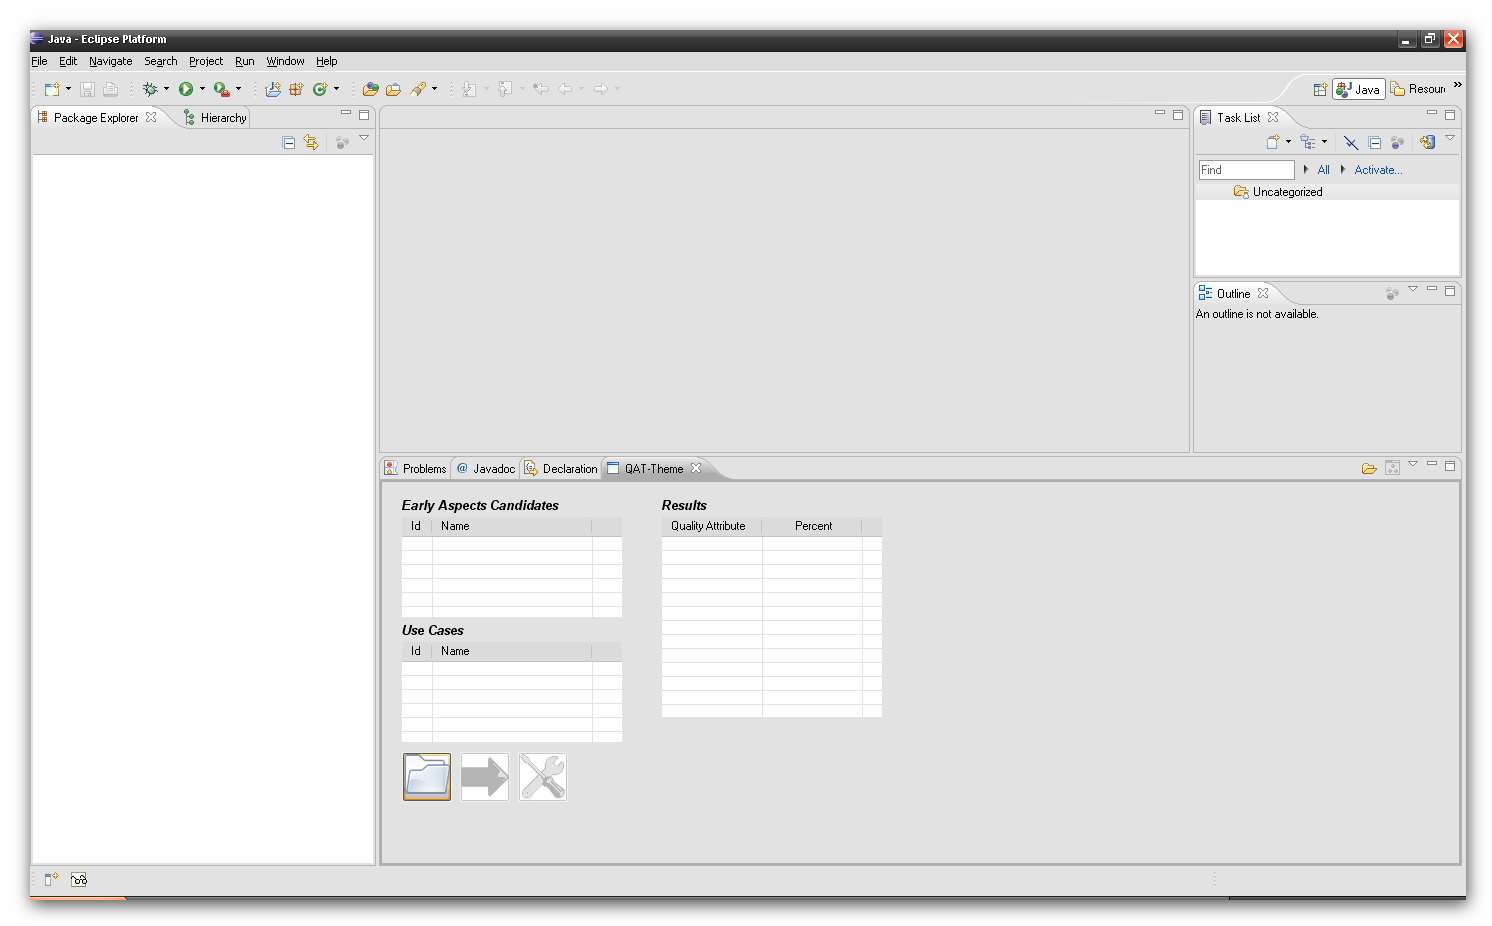 Java - Eclipse Platform
File Edit Navigate Search Project Run Window Help
Java Resour »
Package Explorer Hierarchy
Task List
Find All Activate...
Uncategorized
Outline
An outline is not available.
Problems @ Javadoc Declaration QAT-Theme
Early Aspects Candidates
Id Name
Use Cases
Id Name
Results
Quality Attribute Percent